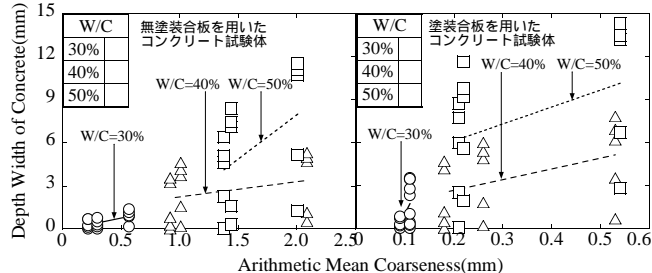 15
12
9
6
3
0
Depth Width of Concrete(mm)
W/C
30%
40%
50%
無塗装合板を用いた
コンクリート試験体
W/C=40%
W/C=50%
W/C=30%
0
0.5
1.0
1.5
2.0
2.5
W/C
30%
40%
50%
塗装合板を用いた
コンクリート試験体
W/C=40%
W/C=50%
W/C=30%
0
0.1
0.2
0.3
0.4
0.5
0.6
Arithmetic Mean Coarseness(mm)